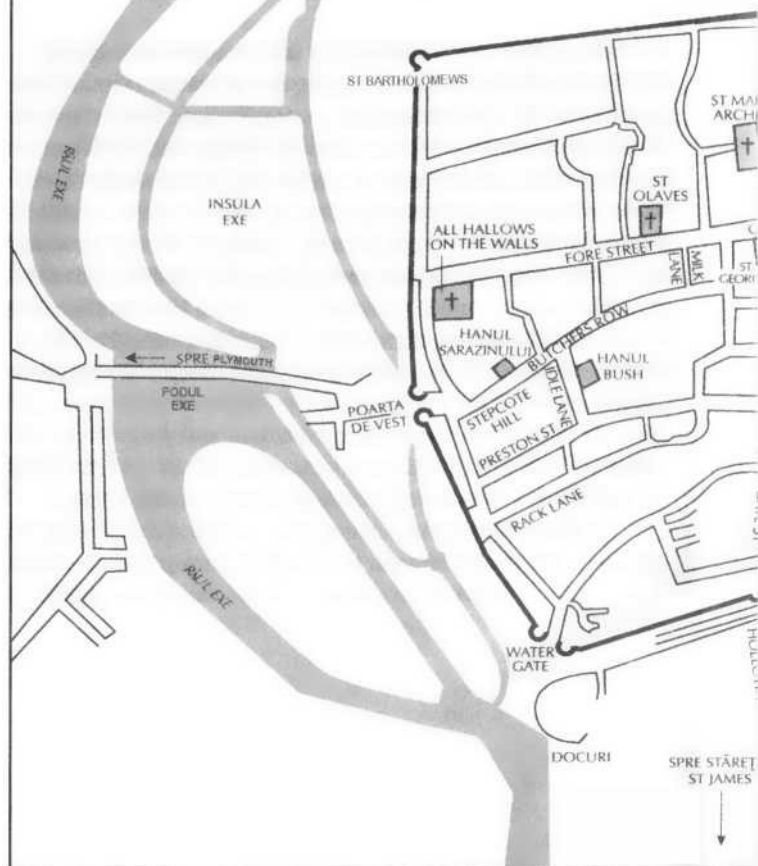 ST BARTHOLOMEWS
ST MAR
ARCHE
RÂUL EXE
INSULA
EXE
ST
OLAVES
ALL HALLOWS
ON THE WALLS
FORE STREET
MILK
LANE
ST
GEORG
HANUL
SARAZINULUI
BUTCHERS ROW
HANUL
BUSH
SPRE PLYMOUTH
PODUL
EXE
POARTA
DE VEST
STEPCOTE
HILL
IDLE LANE
PRESTON ST
RACK LANE
RÂUL EXE
WATER
GATE
DOCURI
SPRE STĂREȚ
ST JAMES